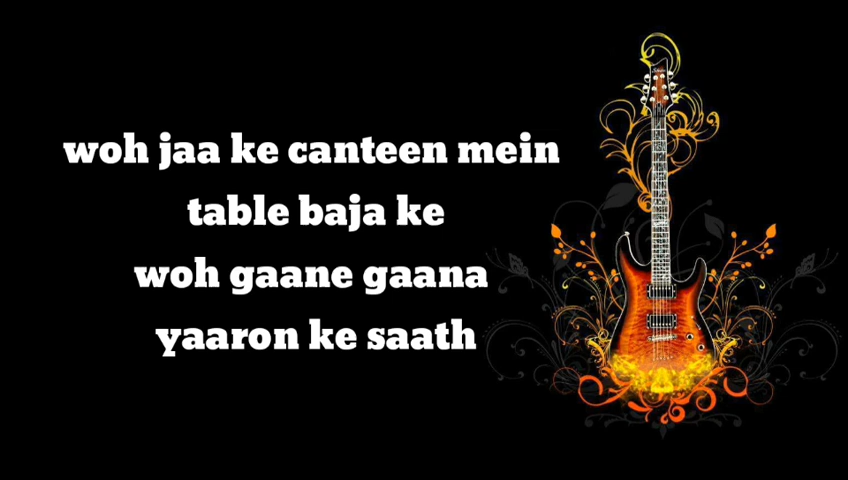 woh jaa ke canteen mein
table baja ke
woh gaane gaana
yaaron ke saath